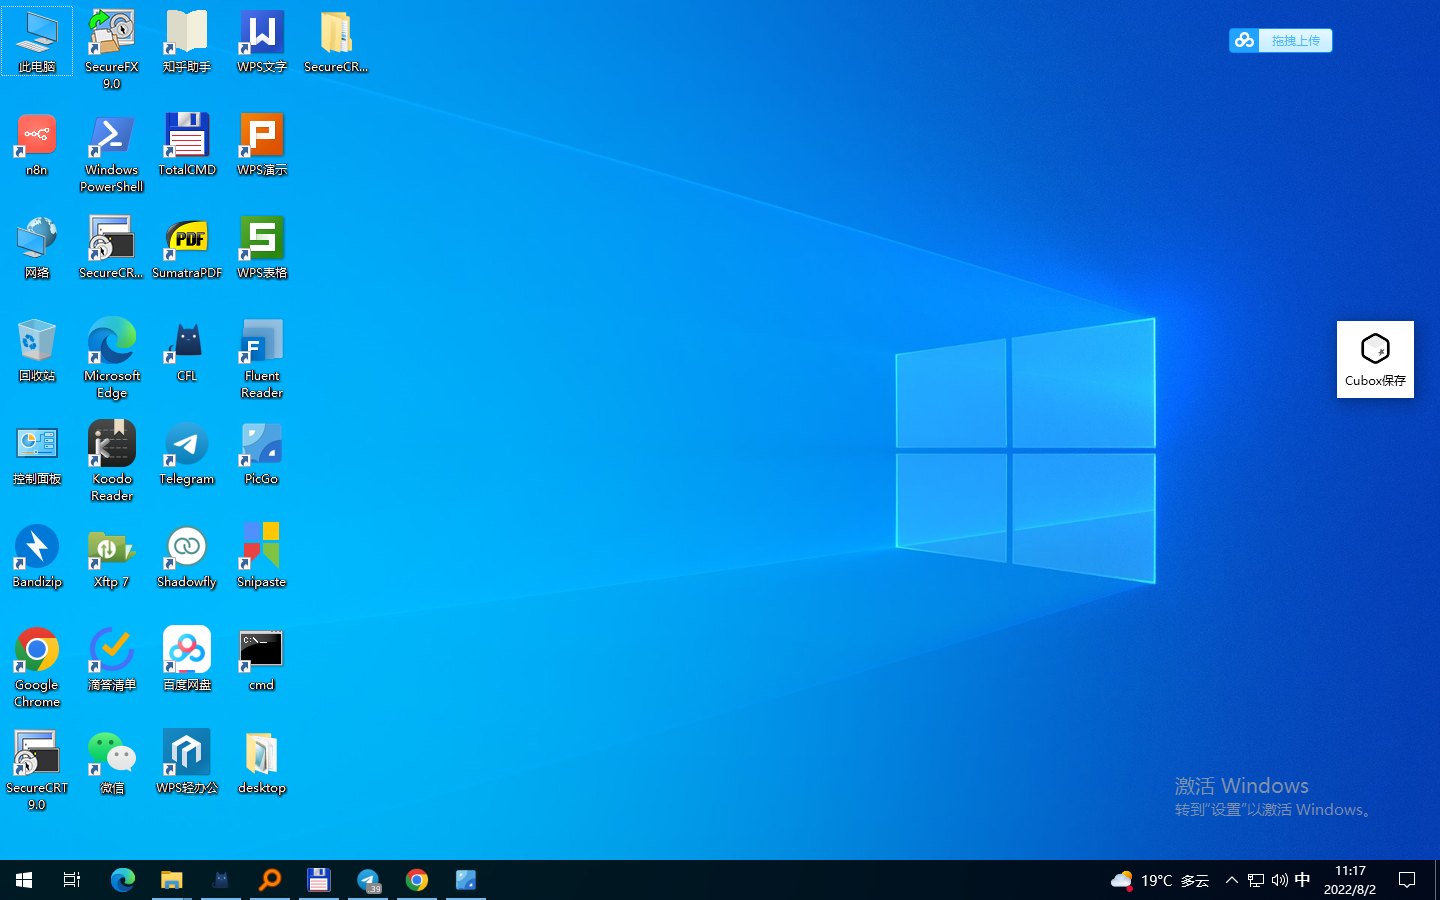 此电脑
SecureFX
9.0
知乎助手
WPS文字
SecureCR...
拖拽上传
n8n
Windows
PowerShell
TotalCMD
WPS演示
网络
SecureCR...
SumatraPDF
WPS表格
回收站
Microsoft
Edge
CFL
Fluent
Reader
Cubox保存
控制面板
Koodo
Reader
Telegram
PicGo
Bandizip
Xftp 7
Shadowfly
Snipaste
Google
Chrome
滴答清单
百度网盘
cmd
SecureCRT
9.0
微信
WPS轻办公
desktop
激活 Windows
转到"设置"以激活 Windows。
39
19°C 多云
中
11:17
2022/8/2
PDF
C:\_